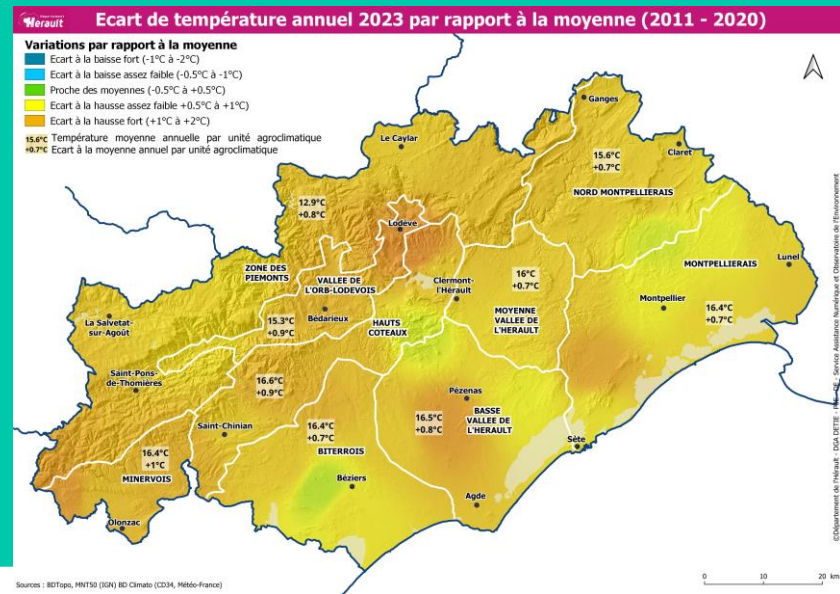 Département
Hérault
Ecart de température annuel 2023 par rapport à la moyenne (2011 - 2020)
Variations par rapport à la moyenne
Ecart à la baisse fort (-1°C à -2°C)
Ecart à la baisse assez faible (-0.5°C à -1°C)
Proche des moyennes (-0.5°C à +0.5°C)
Ecart à la hausse assez faible +0.5°C à +1°C)
Ecart à la hausse fort (+1°C à +2°C)
15.6°C Température moyenne annuelle par unité agroclimatique
+0.7°C Ecart à la moyenne annuel par unité agroclimatique
Ganges
Le Caylar
Claret
15.6°C
+0.7°C
NORD MONTPELLIERAIS
12.9°C
+0.8°C
Lodève
MONTPELLIERAIS
Lunel
ZONE DES
PIEMONTS
VALLEE DE
L'ORB-LODEVOIS
Clermont-
l'Hérault
16°C
+0.7°C
Montpellier
16.4°C
+0.7°C
La Salvetat-
sur-Agoût
15.3°C
+0.9°C
Bédarieux
HAUTS
COTEAUX
MOYENNE
VALLEE DE
L'HERAULT
Saint-Pons-
de-Thomières
16.6°C
+0.9°C
Pézenas
16.5°C
+0.8°C
BASSE
VALLEE DE
L'HERAULT
Saint-Chinian
16.4°C
+0.7°C
BITERROIS
Sète
16.4°C
+1°C
MINERVOIS
Béziers
Agde
Olonzac
©Département de l'Hérault - DGA DETIE - Service Assistance Numérique et Observatoire de l'Environnement
Sources : BDTopo, MNT50 (IGN) BD Climato (CD34, Météo-France)
0 10 20 km